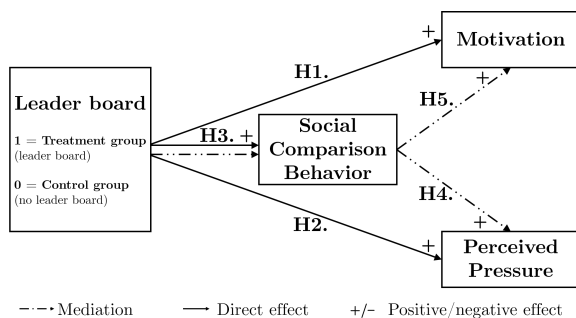 Leader board
1 = Treatment group
(leader board)
0 = Control group
(no leader board)
H1.
+
Motivation
H3. +
Social
Comparison
Behavior
H5.
+
H4.
+
H2.
+
Perceived
Pressure
Mediation
Direct effect
+/- Positive/negative effect